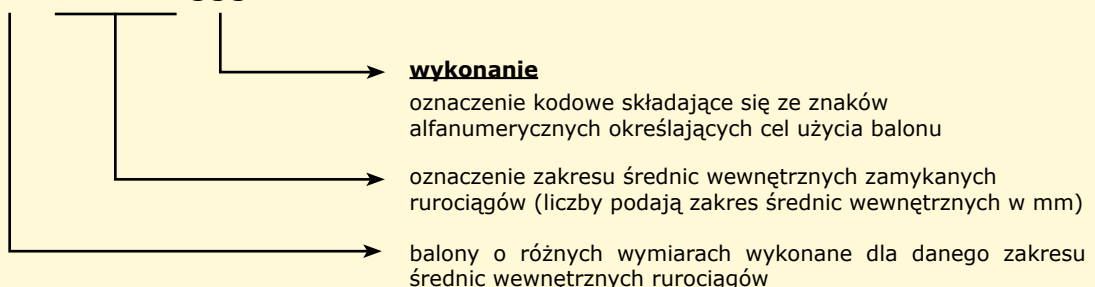 wykonanie
oznaczenie kodowe składające się ze znaków
alfanumerycznych określających cel użycia balonu
oznaczenie zakresu średnic wewnętrznych zamykanych
rurociągów (liczby podają zakres średnic wewnętrznych w mm)
balony o różnych wymiarach wykonane dla danego zakresu
średnic wewnętrznych rurociągów